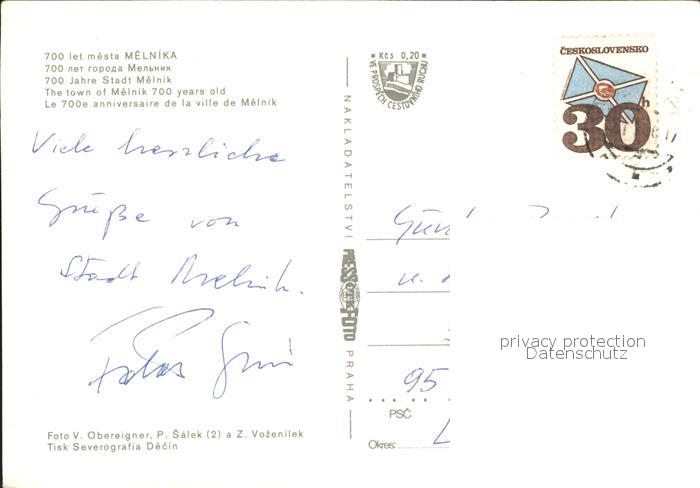 700 let města MĚLNÍKA
700 лет города Мельник
700 Jahre Stadt Mělník
The town of Mělník 700 years old
Le 700e anniversaire de la ville de Mělník
Kčs 0,20
VE PROSPĚCH CESTOVNÍHO RUCHU
ČESKOSLOVENSKO
30h
Viele herzliche
Grüße von
Stadt Melnik.
NAKLADATELSTVÍ
PRESSFOTO
PRAHA
u.
95
PSČ
Okres:
privacy protection
Datenschutz
Foto V. Obereigner, P. Šálek (2) a Z. Voženílek
Tisk Severografia Děčín